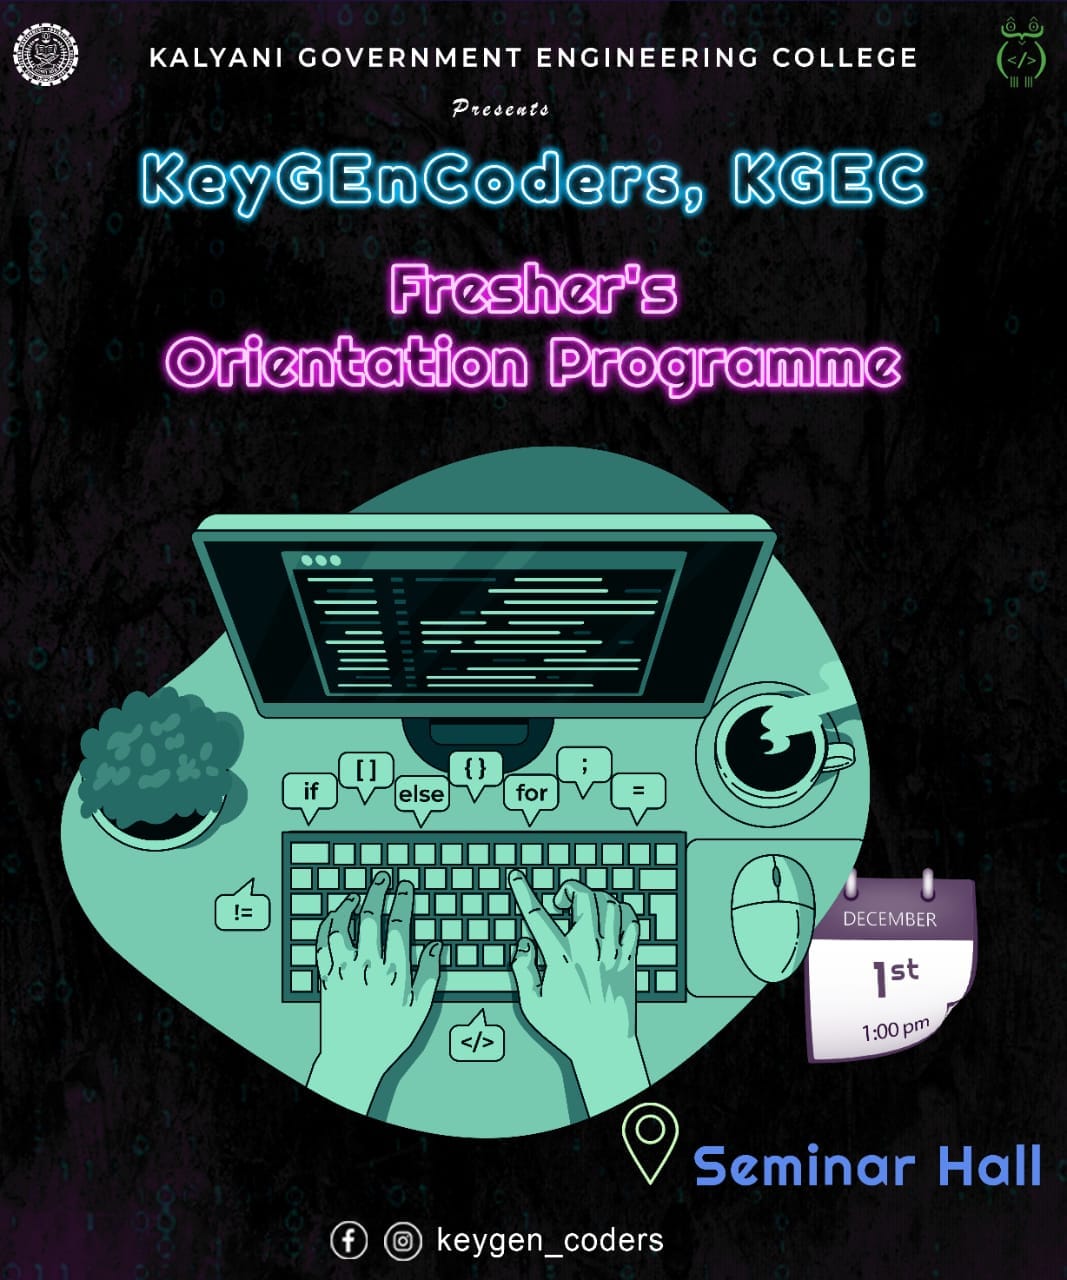 KALYANI GOVERNMENT ENGINEERING COLLEGE
Presents
KeyGEnCoders, KGEC
Fresher's
Orientation Programme
if
[ ]
else
{ }
for
;
=
!=
</>
DECEMBER
1st
1:00 pm
Seminar Hall
keygen_coders